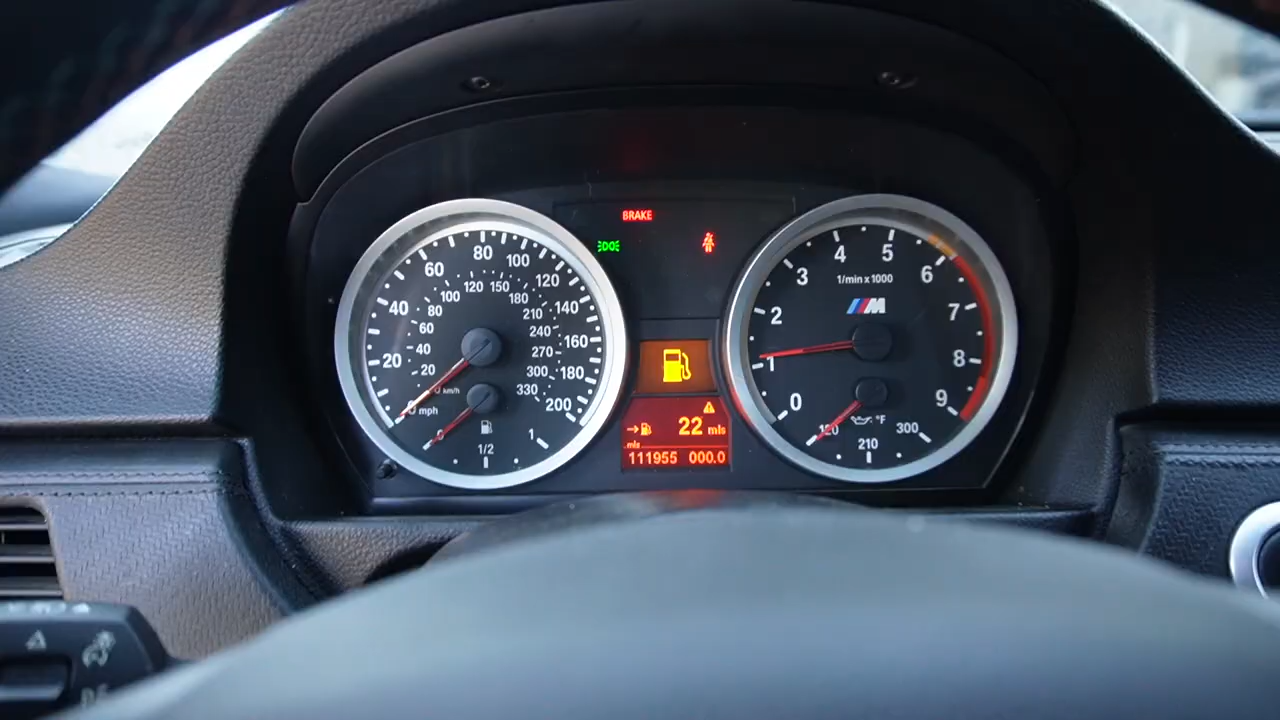 BRAKE
20 40 60 80 100 120 140 160 180 200
20 40 60 80 100 120 150 180 210 240 270 300 330
km/h
0 mph
0 1/2 1
0 1 2 3 4 5 6 7 8 9
1/min x 1000
M
120 210 300
°F
22 mls
mls
111955 000.0